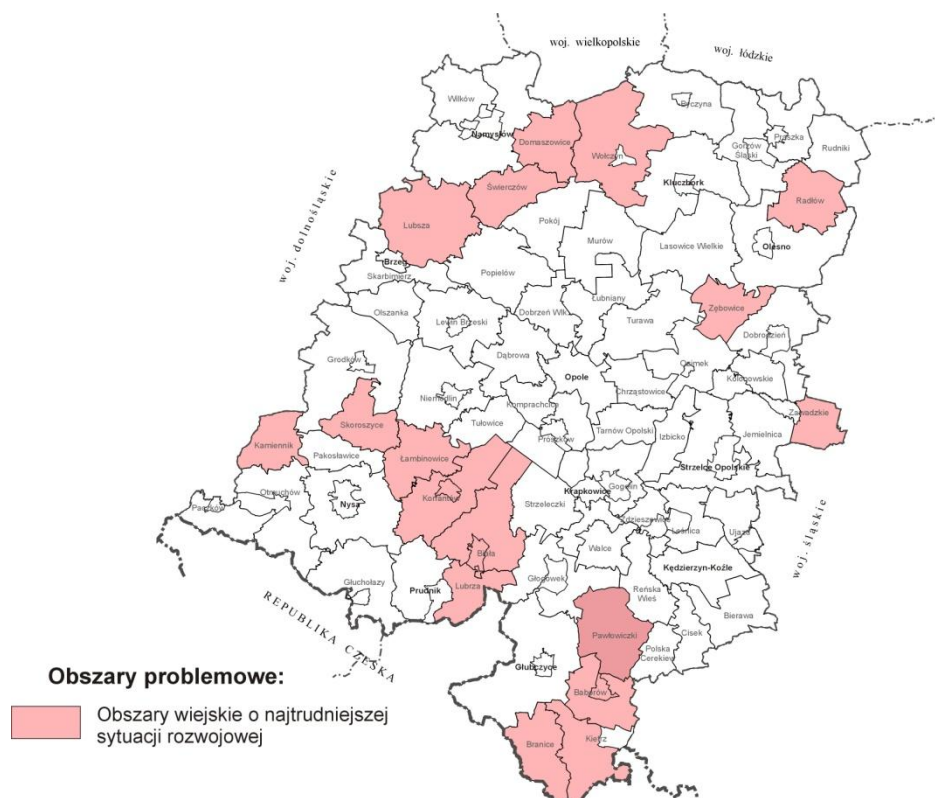 woj. wielkopolskie
woj. łódzkie
Wilków
Namysłów
Domaszowice
Wołczyn
Byczyna
Praszka
Gorzów
Śląski
Rudniki
Kluczbork
Świerczów
Radłów
Lubsza
Pokój
Murów
Lasowice Wielkie
Olesno
woj. dolnośląskie
Brzeg
Skarbimierz
Popielów
Zębowice
Łubniany
Olszanka
Lewin Brzeski
Dobrzeń Wlk.
Turawa
Dobrodzień
Grodków
Dąbrowa
Opole
Ozimek
Kolonowskie
Niemodlin
Komprachcice
Chrząstowice
Zawadzkie
Skoroszyce
Tułowice
Prószków
Tarnów Opolski
Izbicko
Jemielnica
Kamiennik
Pakosławice
Łambinowice
Strzelce Opolskie
Otmuchów
Korfantów
Krapkowice
Gogolin
Paczków
Nysa
Strzeleczki
Zdzieszowice
Leśnica
Ujazd
woj. śląskie
Biała
Walce
Kędzierzyn-Koźle
Głuchołazy
Prudnik
Lubrza
Głogówek
Reńska
Wieś
Bierawa
REPUBLIKA CZESKA
Pawłowiczki
Cisek
Polska
Cerekiew
Głubczyce
Baborów
Branice
Kietrz
Obszary problemowe:
Obszary wiejskie o najtrudniejszej
sytuacji rozwojowej